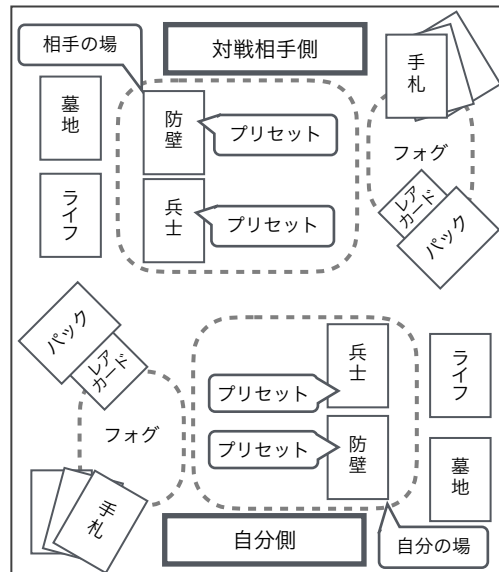 相手の場
対戦相手側
手札
墓地
防壁
プリセット
フォグ
ライフ
兵士
プリセット
レアカード
パック
パック
レアカード
兵士
ライフ
プリセット
フォグ
プリセット
防壁
墓地
手札
自分側
自分の場